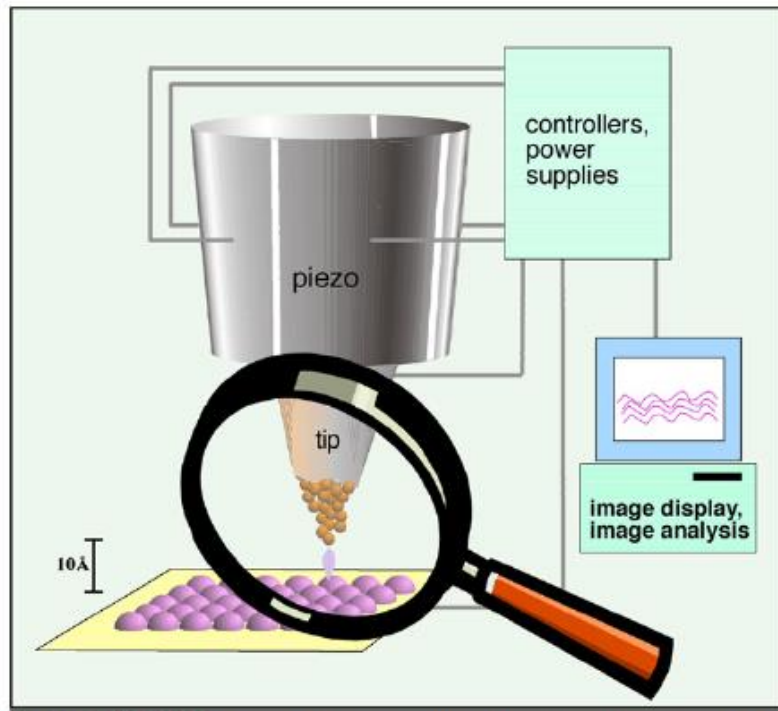 controllers,
power
supplies
piezo
tip
10Å
image display,
image analysis